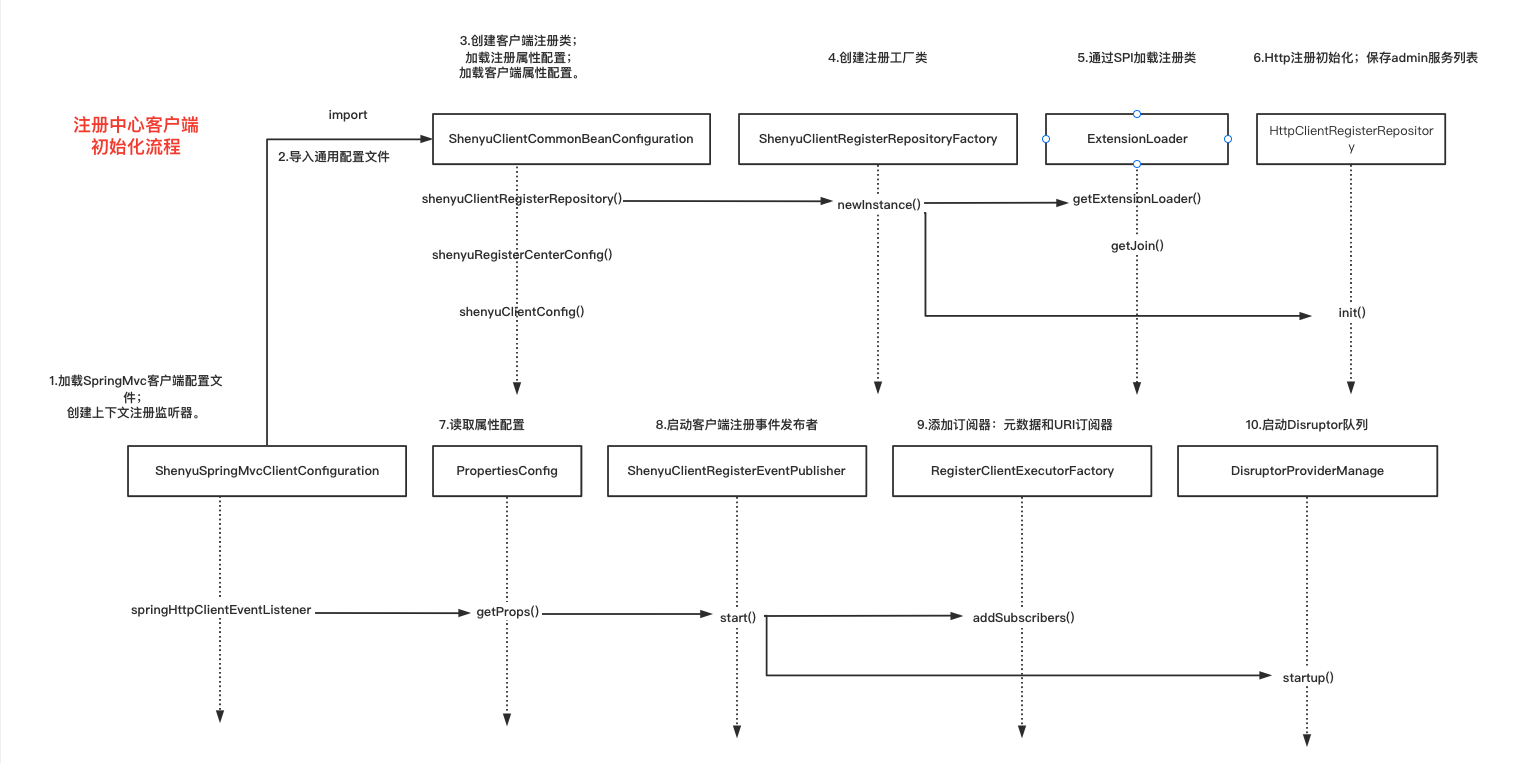 3.创建客户端注册类；
加载注册属性配置；
加载客户端属性配置。
4.创建注册工厂类
5.通过SPI加载注册类
6.Http注册初始化；保存admin服务列表
注册中心客户端
初始化流程
import
2.导入通用配置文件
ShenyuClientCommonBeanConfiguration
ShenyuClientRegisterRepositoryFactory
ExtensionLoader
HttpClientRegisterRepositor
y
shenyuClientRegisterRepository()
newInstance()
getExtensionLoader()
shenyuRegisterCenterConfig()
getJoin()
shenyuClientConfig()
init()
1.加载SpringMvc客户端配置文
件；
创建上下文注册监听器。
7.读取属性配置
8.启动客户端注册事件发布者
9.添加订阅器：元数据和URI订阅器
10.启动Disruptor队列
ShenyuSpringMvcClientConfiguration
PropertiesConfig
ShenyuClientRegisterEventPublisher
RegisterClientExecutorFactory
DisruptorProviderManage
springHttpClientEventListener
getProps()
start()
addSubscribers()
startup()